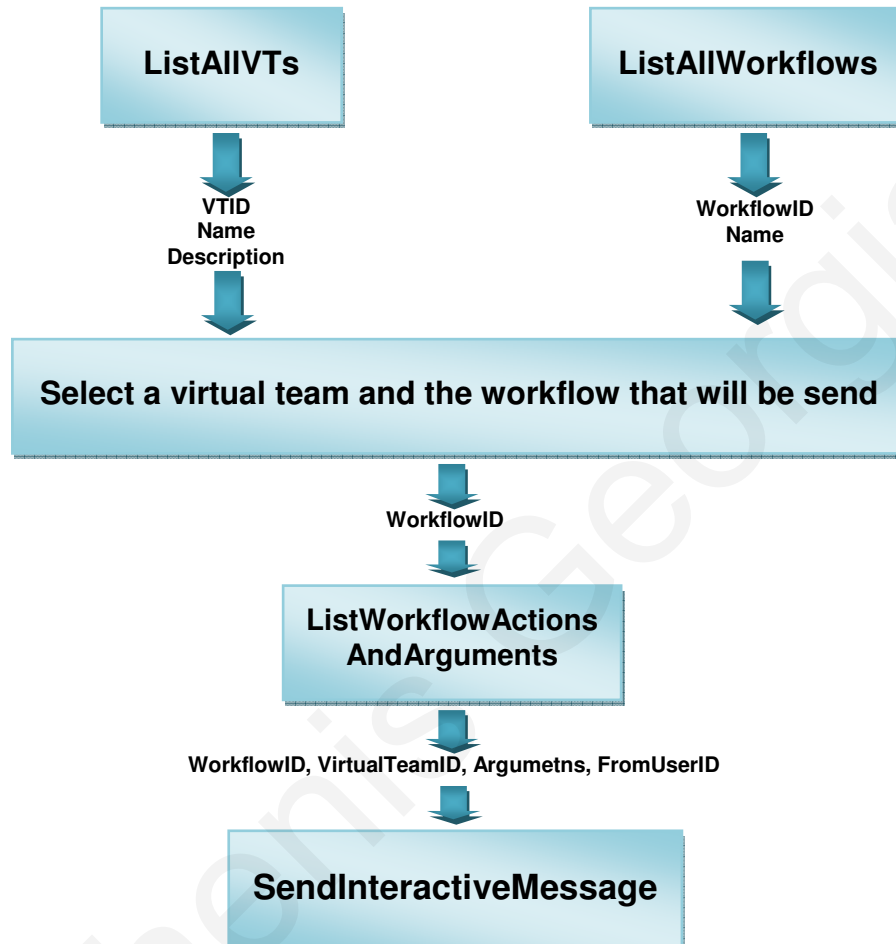 ListAllVTs
ListAllWorkflows
VTID
Name
Description
WorkflowID
Name
Select a virtual team and the workflow that will be send
WorkflowID
ListWorkflowActions
AndArguments
WorkflowID, VirtualTeamID, Argumetns, FromUserID
SendInteractiveMessage